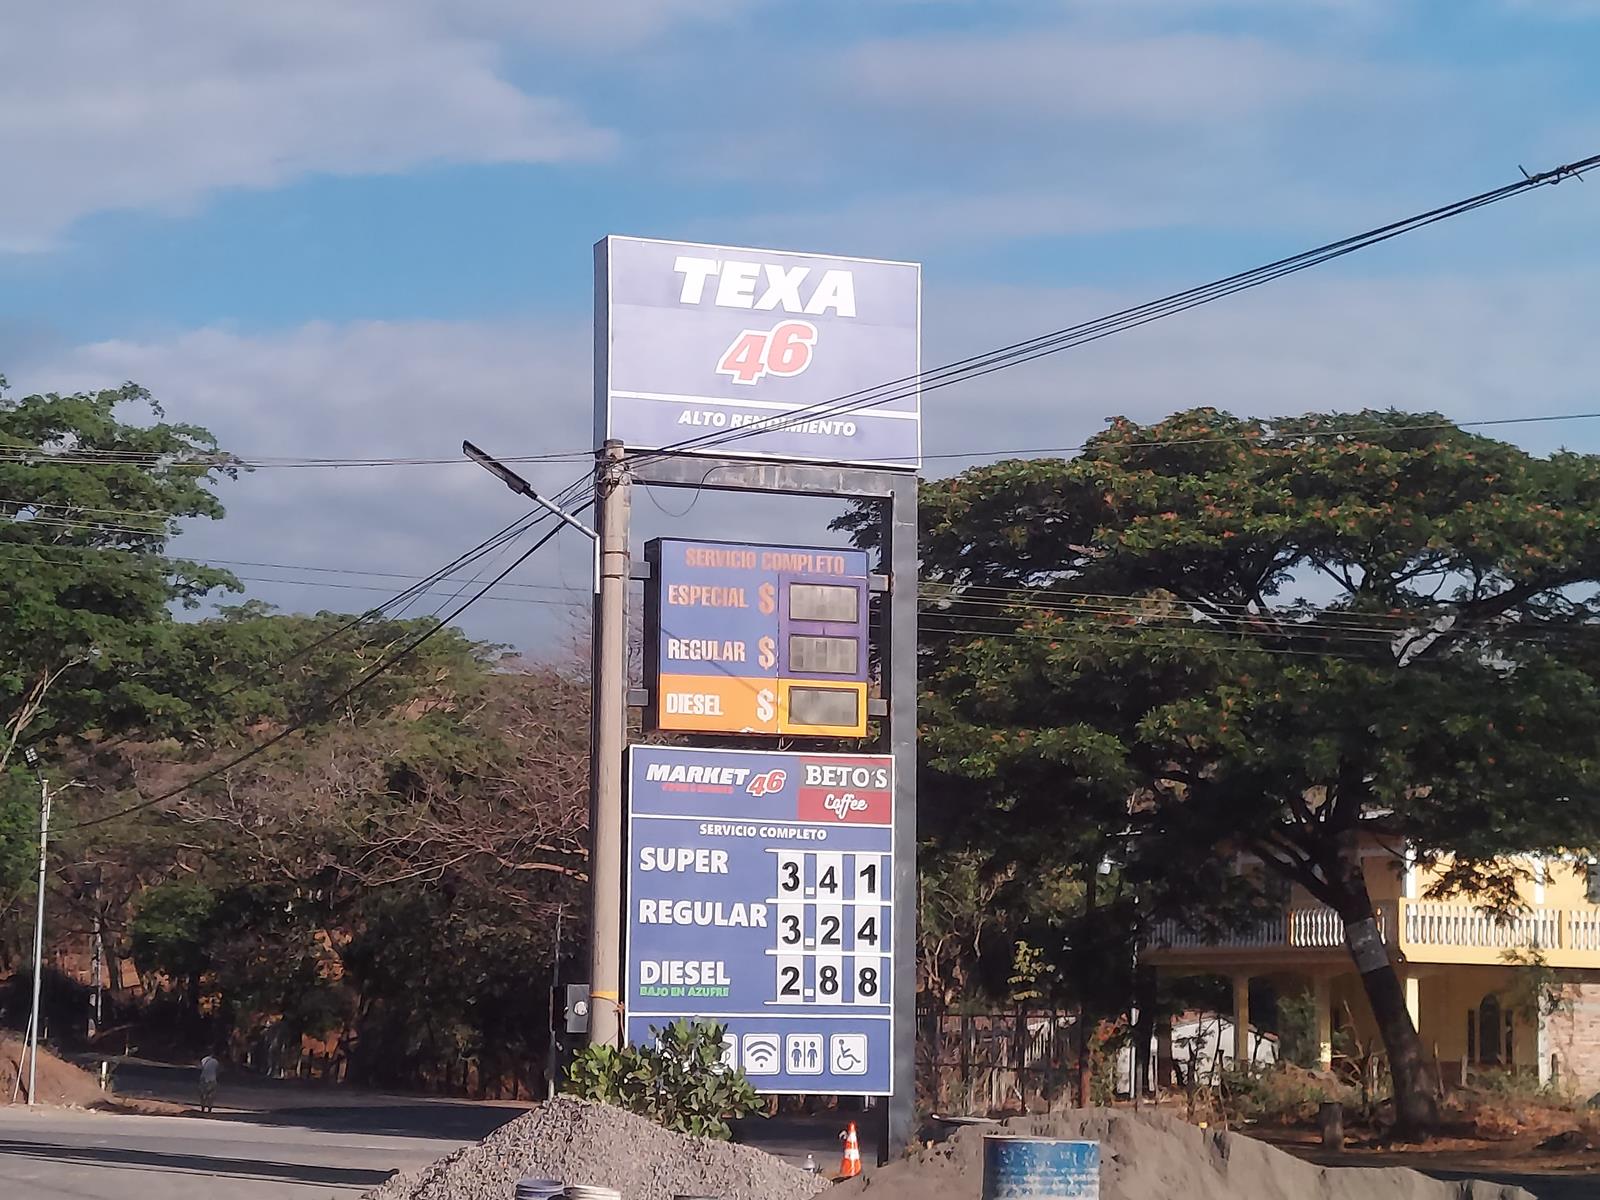 TEXA
46
ALTO RENDIMIENTO
SERVICIO COMPLETO
ESPECIAL $
REGULAR $
DIESEL $
MARKET 46
BETO'S
Coffee
SERVICIO COMPLETO
SUPER 3.41
REGULAR 3.24
DIESEL 2.88
BAJO EN AZUFRE